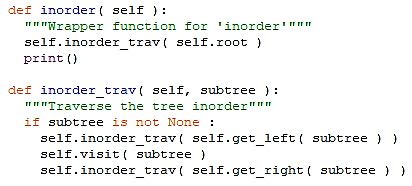 def inorder( self ):
"""Wrapper function for 'inorder'"""
self.inorder_trav( self.root )
print()
def inorder_trav( self, subtree ):
"""Traverse the tree inorder"""
if subtree is not None :
self.inorder_trav( self.get_left( subtree ) )
self.visit( subtree )
self.inorder_trav( self.get_right( subtree ) )